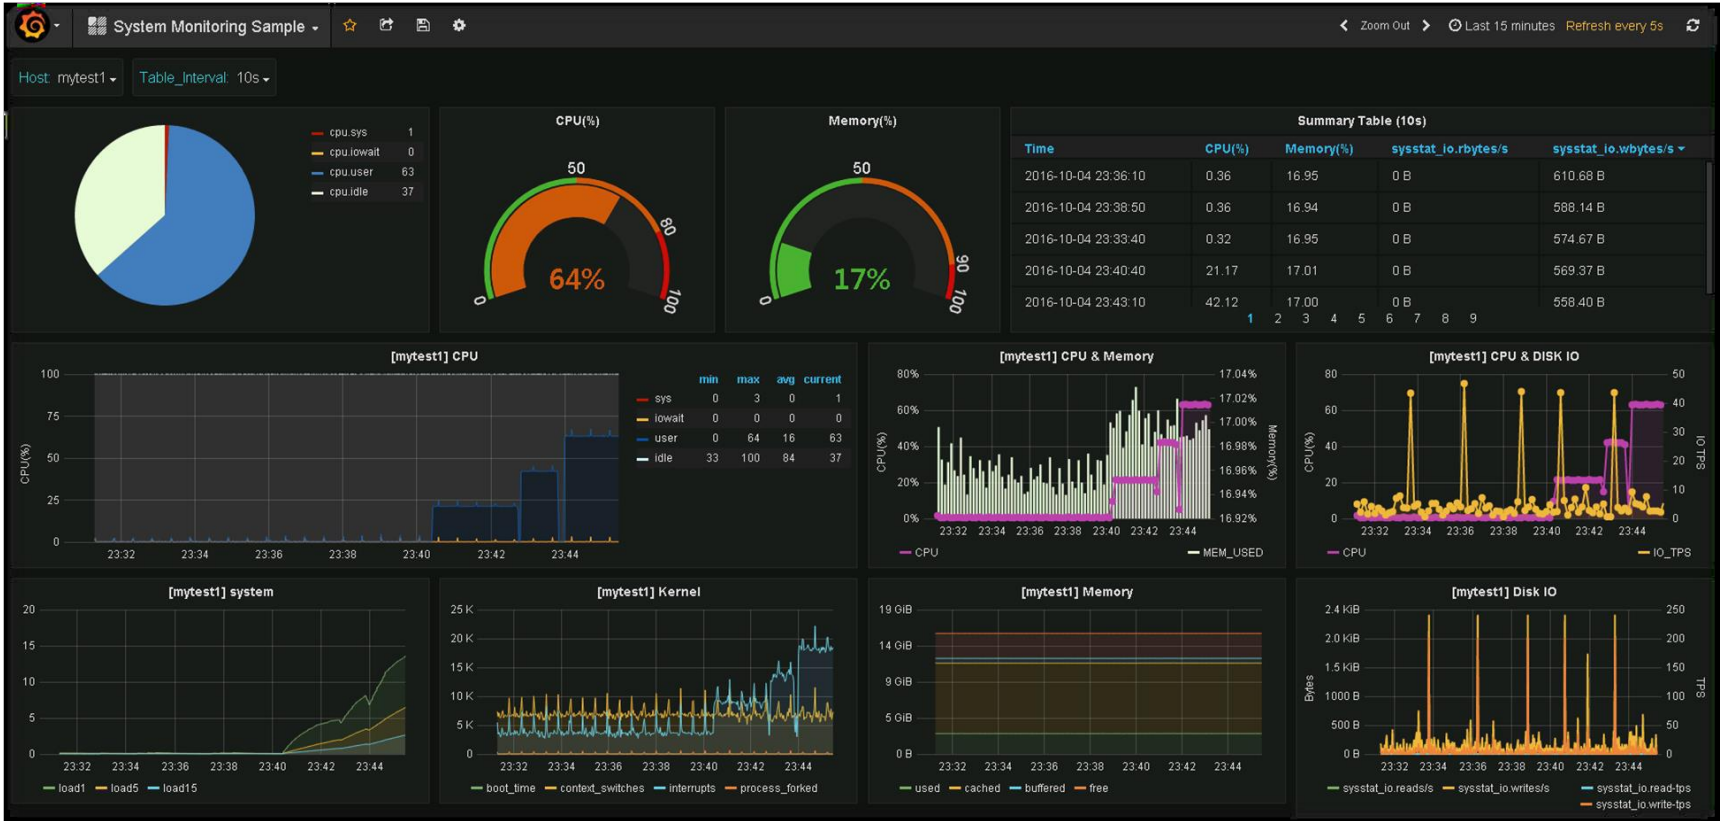 System Monitoring Sample
Zoom Out
Last 15 minutes Refresh every 5s
Host: mytest1
Table_Interval: 10s
cpu.sys 1
cpu.iowait 0
cpu.user 63
cpu.idle 37
CPU(%)
50
80
0
100
64%
Memory(%)
50
90
0
100
17%
Summary Table (10s)
Time CPU(%) Memory(%) sysstat_io.rbytes/s sysstat_io.wbytes/s
2016-10-04 23:36:10 0.36 16.95 0 B 610.68 B
2016-10-04 23:38:50 0.36 16.94 0 B 588.14 B
2016-10-04 23:33:40 0.32 16.95 0 B 574.67 B
2016-10-04 23:40:40 21.17 17.01 0 B 569.37 B
2016-10-04 23:43:10 42.12 17.00 0 B 558.40 B
1 2 3 4 5 6 7 8 9
[mytest1] CPU
100
75
50
25
0
CPU(%)
23:32 23:34 23:36 23:38 23:40 23:42 23:44
min max avg current
sys 0 3 0 1
iowait 0 0 0 0
user 0 64 16 63
idle 33 100 84 37
[mytest1] CPU & Memory
80%
60%
40%
20%
0%
CPU(%)
17.04%
17.02%
17.00%
16.98%
16.96%
16.94%
16.92%
Memory(%)
23:32 23:34 23:36 23:38 23:40 23:42 23:44
CPU MEM_USED
[mytest1] CPU & DISK IO
80
60
40
20
0
CPU(%)
50
40
30
20
10
0
IO TPS
23:32 23:34 23:36 23:38 23:40 23:42 23:44
CPU IO_TPS
[mytest1] system
20
15
10
5
0
23:32 23:34 23:36 23:38 23:40 23:42 23:44
load1 load5 load15
[mytest1] Kernel
25 K
20 K
15 K
10 K
5 K
0
23:32 23:34 23:36 23:38 23:40 23:42 23:44
boot_time context_switches interrupts process_forked
[mytest1] Memory
19 GiB
14 GiB
9 GiB
5 GiB
0 B
23:32 23:34 23:36 23:38 23:40 23:42 23:44
used cached buffered free
[mytest1] Disk IO
2.4 KiB
2.0 KiB
1.5 KiB
1000 B
500 B
0 B
Bytes
250
200
150
100
50
0
TPS
23:32 23:34 23:36 23:38 23:40 23:42 23:44
sysstat_io.reads/s sysstat_io.writes/s sysstat_io.read-tps
sysstat_io.write-tps